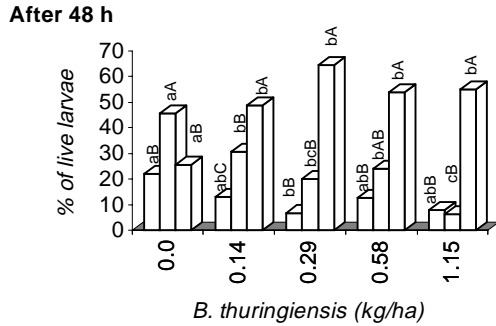 After 48 h
% of live larvae
70
60
50
40
30
20
10
0
aB aA aB
abC bB bA
bB bcB bA
abB bAB bA
abB cB bA
0.0 0.14 0.29 0.58 1.15
B. thuringiensis (kg/ha)